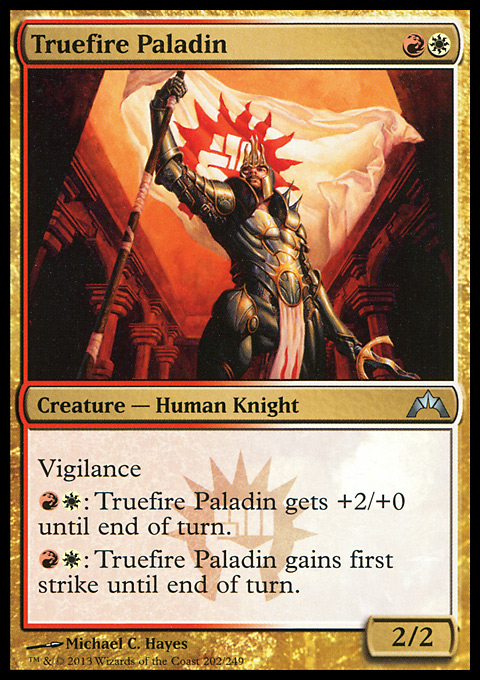 Truefire Paladin
Creature — Human Knight
Vigilance
: Truefire Paladin gets +2/+0
until end of turn.
: Truefire Paladin gains first
strike until end of turn.
2/2
Michael C. Hayes
™ & © 2013 Wizards of the Coast 202/249